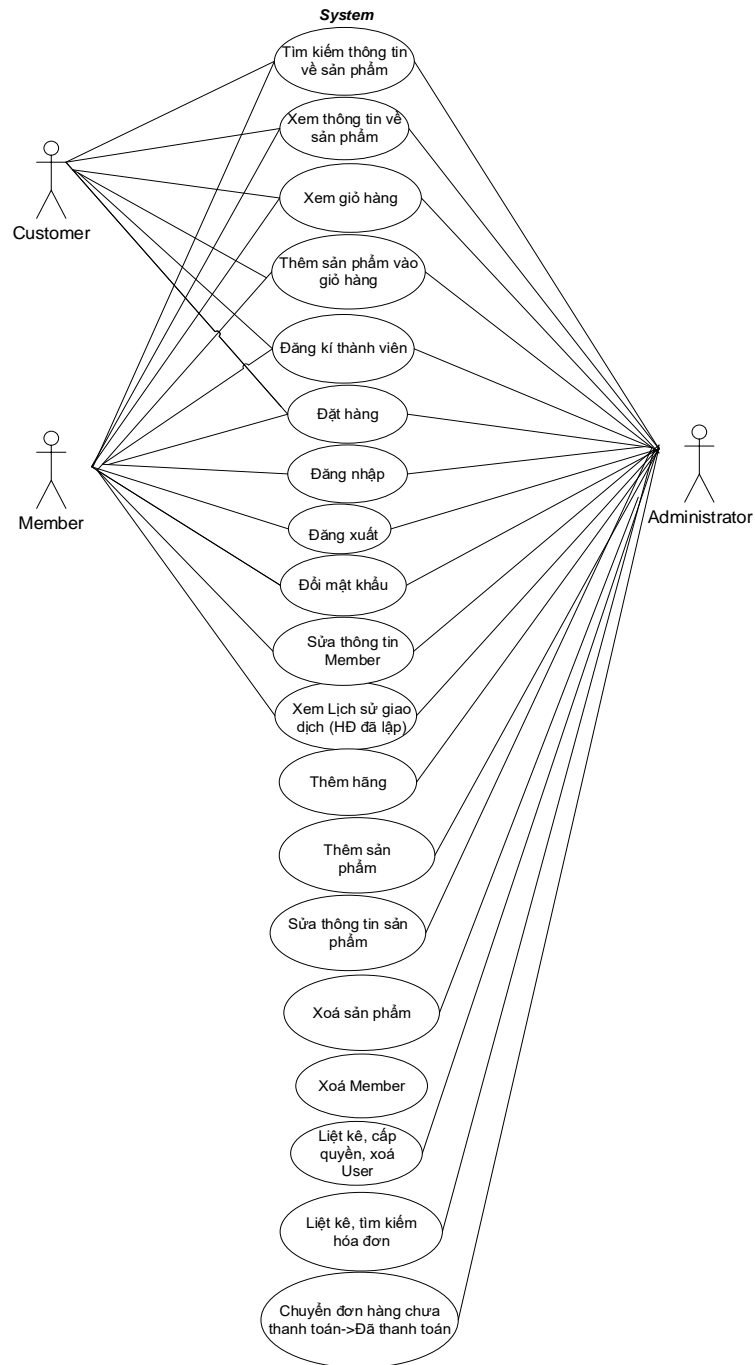 System
Tìm kiếm thông tin
về sản phẩm
Xem thông tin về
sản phẩm
Customer
Xem giỏ hàng
Thêm sản phẩm vào
giỏ hàng
Đăng kí thành viên
Đặt hàng
Member
Administrator
Đăng nhập
Đăng xuất
Đổi mật khẩu
Sửa thông tin
Member
Xem Lịch sử giao
dịch (HĐ đã lập)
Thêm hãng
Thêm sản
phẩm
Sửa thông tin sản
phẩm
Xoá sản phẩm
Xoá Member
Liệt kê, cấp
quyền, xoá
User
Liệt kê, tìm kiếm
hóa đơn
Chuyển đơn hàng chưa
thanh toán->Đã thanh toán